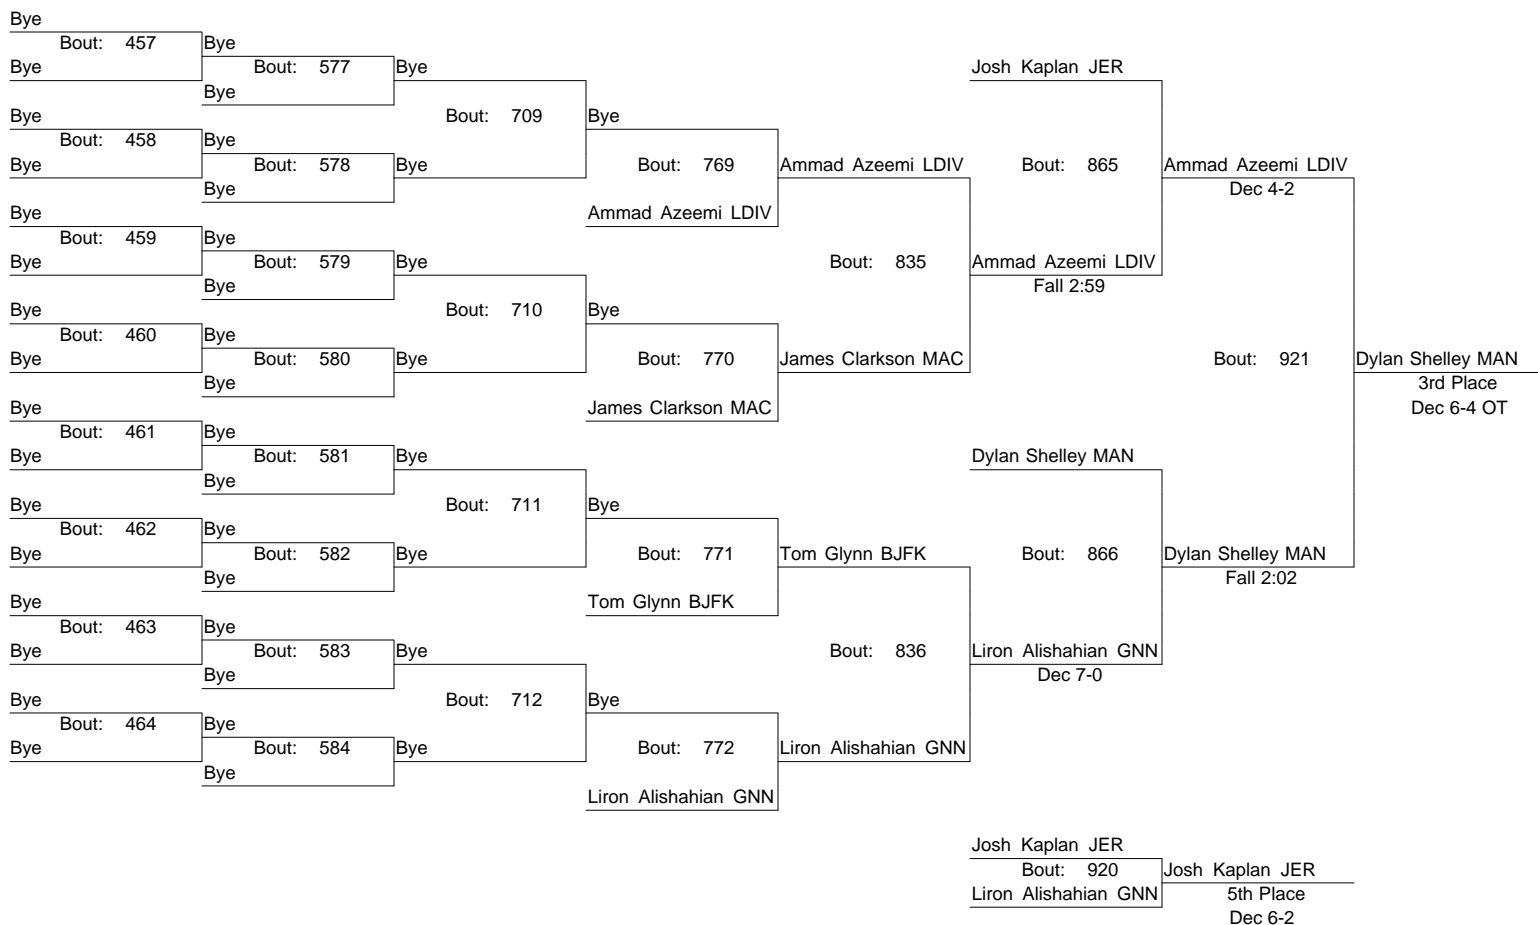 Bye
Bout: 457 Bye
Bye Bout: 577 Bye Josh Kaplan JER
Bye
Bye Bout: 709 Bye
Bout: 458 Bye
Bye Bout: 578 Bye Bout: 769 Ammad Azeemi LDIV Bout: 865 Ammad Azeemi LDIV
Bye Dec 4-2
Bye Ammad Azeemi LDIV
Bout: 459 Bye
Bye Bout: 579 Bye Bout: 835 Ammad Azeemi LDIV
Bye Fall 2:59
Bye Bout: 710 Bye
Bout: 460 Bye
Bye Bout: 580 Bye Bout: 770 James Clarkson MAC Bout: 921 Dylan Shelley MAN
Bye 3rd Place
Bye James Clarkson MAC Dec 6-4 OT
Bout: 461 Bye
Bye Bout: 581 Bye Dylan Shelley MAN
Bye
Bye Bout: 711 Bye
Bout: 462 Bye
Bye Bout: 582 Bye Bout: 771 Tom Glynn BJFK Bout: 866 Dylan Shelley MAN
Bye Fall 2:02
Bye Tom Glynn BJFK
Bout: 463 Bye
Bye Bout: 583 Bye Bout: 836 Liron Alishahian GNN
Bye Dec 7-0
Bye Bout: 712 Bye
Bout: 464 Bye
Bye Bout: 584 Bye Bout: 772 Liron Alishahian GNN
Bye
Liron Alishahian GNN
Josh Kaplan JER
Bout: 920 Josh Kaplan JER
Liron Alishahian GNN 5th Place
Dec 6-2